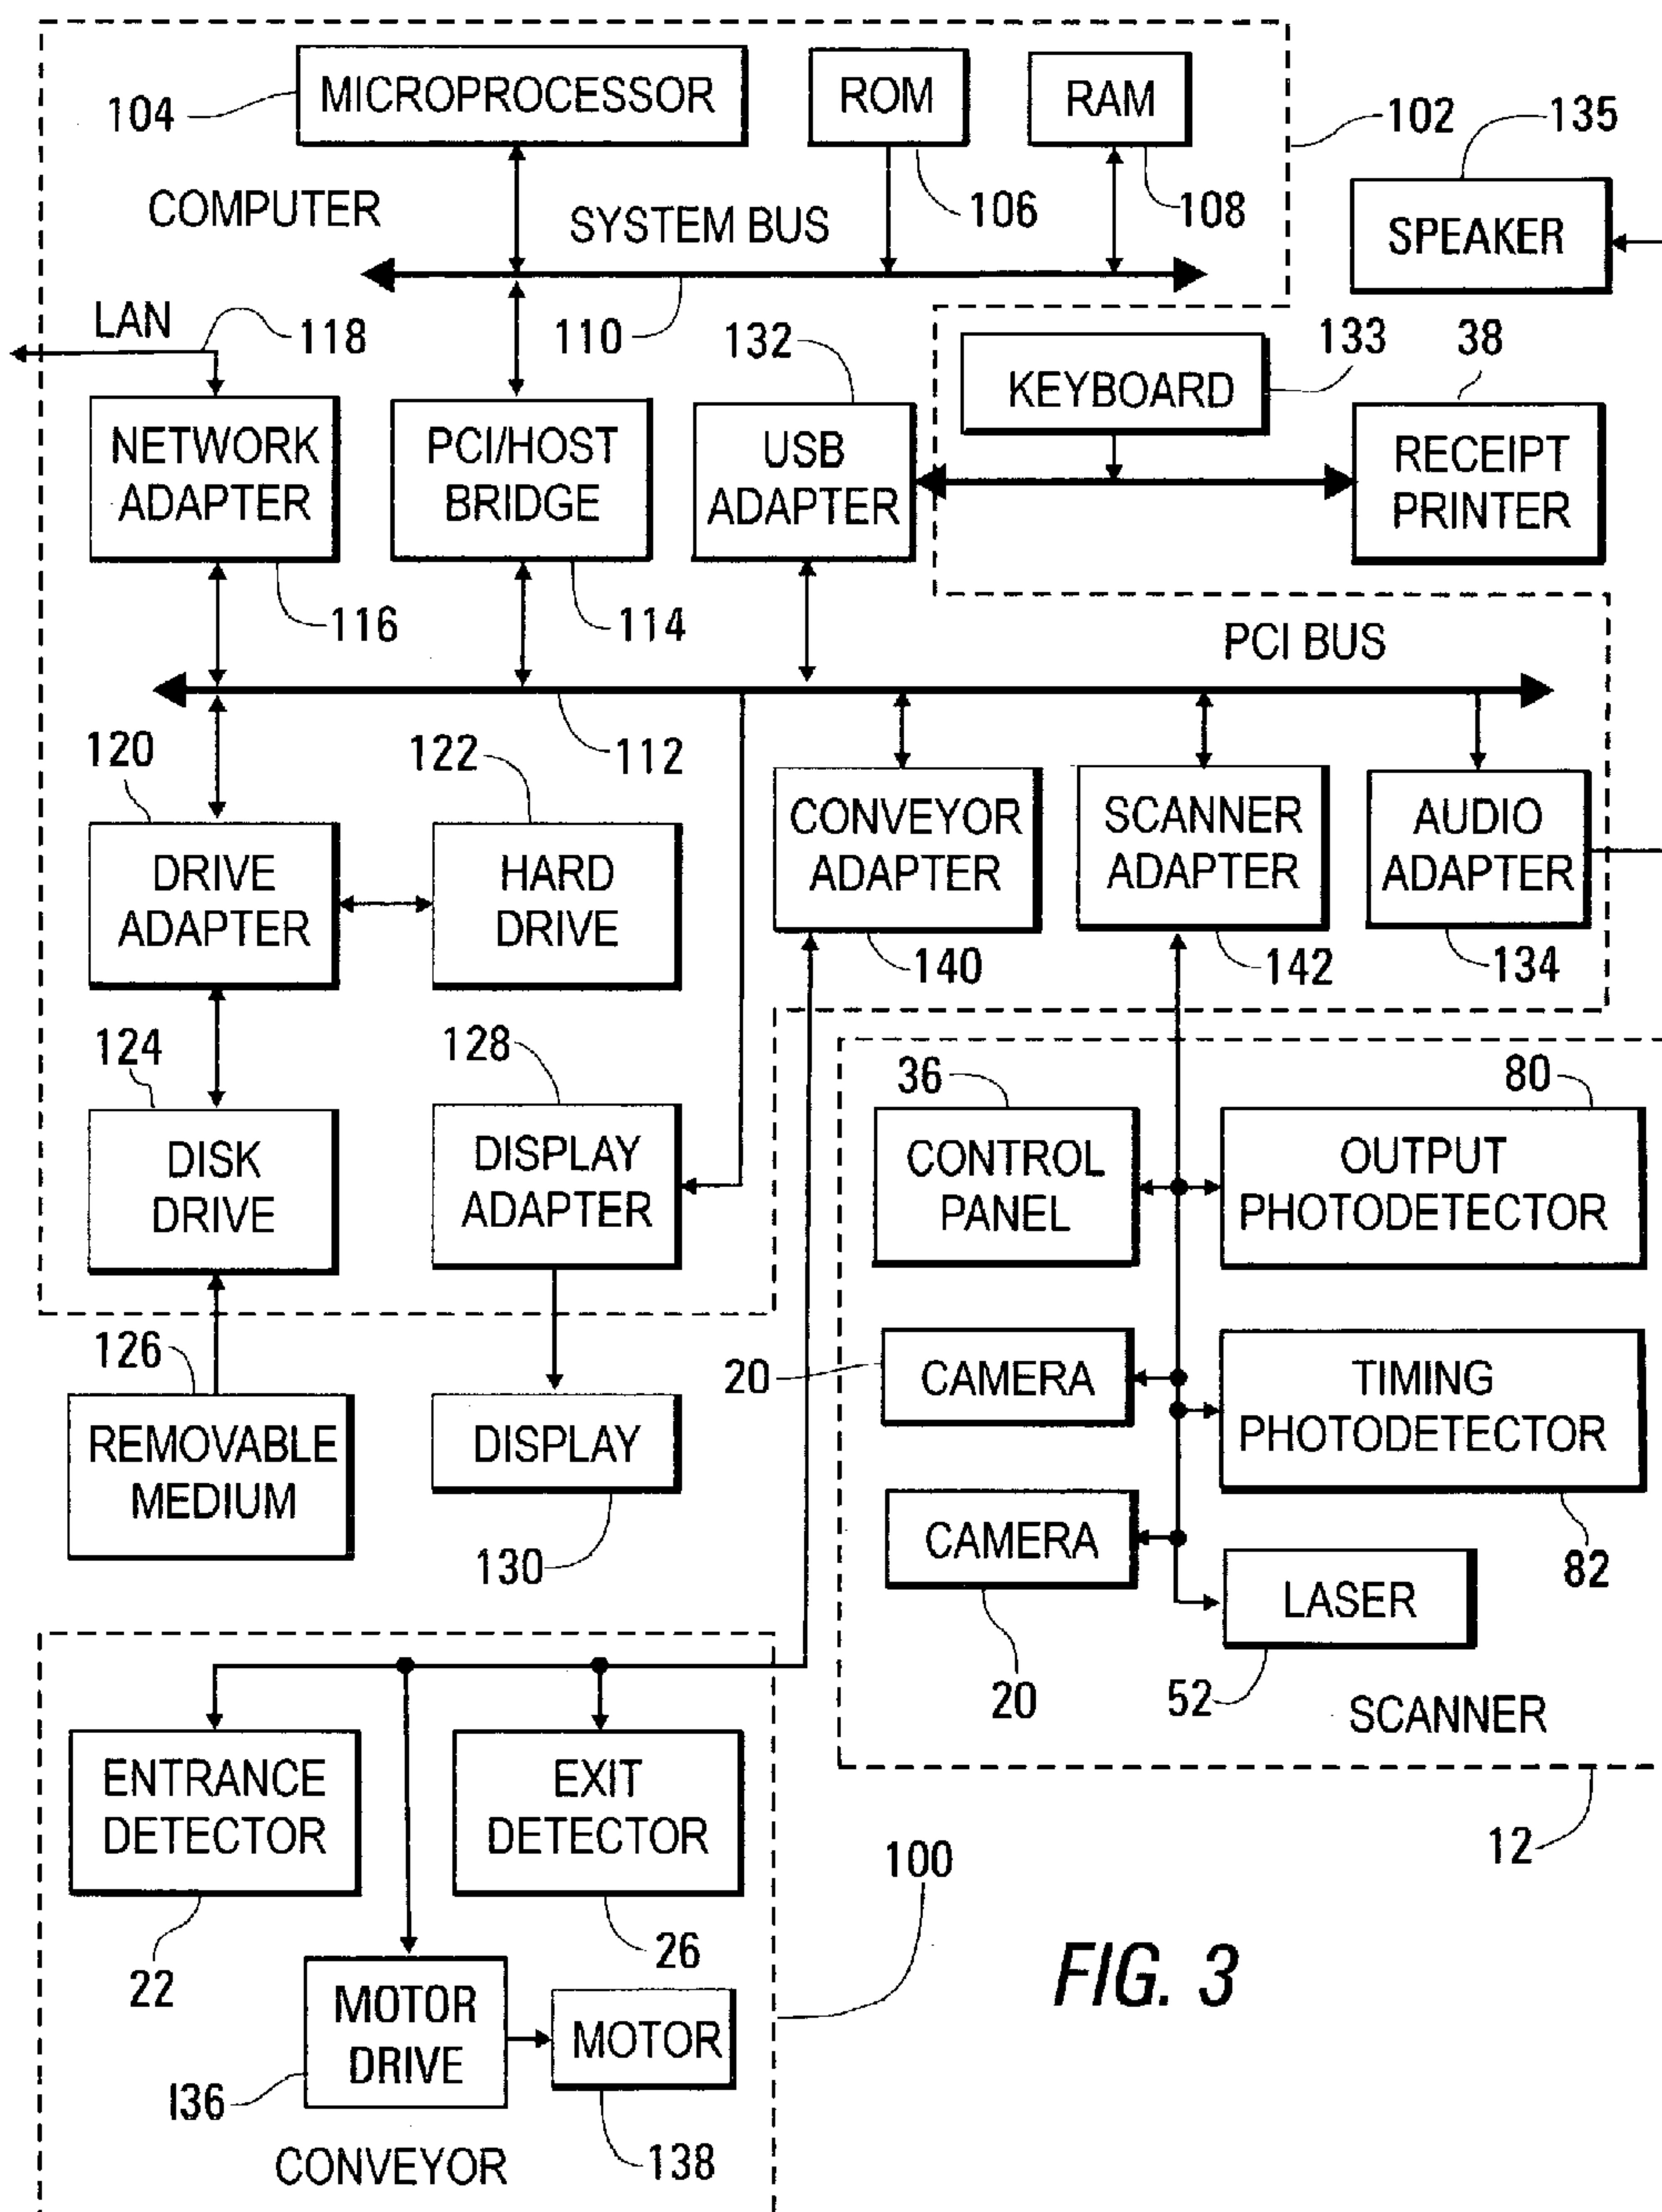 MICROPROCESSOR
ROM
RAM
104
102
135
COMPUTER
SYSTEM BUS
106
108
SPEAKER
LAN
118
110
132
133
38
KEYBOARD
NETWORK
ADAPTER
PCI/HOST
BRIDGE
USB
ADAPTER
RECEIPT
PRINTER
116
114
PCI BUS
120
122
112
DRIVE
ADAPTER
HARD
DRIVE
CONVEYOR
ADAPTER
SCANNER
ADAPTER
AUDIO
ADAPTER
140
142
134
124
128
36
80
DISK
DRIVE
DISPLAY
ADAPTER
CONTROL
PANEL
OUTPUT
PHOTODETECTOR
126
20
CAMERA
TIMING
PHOTODETECTOR
REMOVABLE
MEDIUM
DISPLAY
130
CAMERA
82
LASER
20
52
SCANNER
ENTRANCE
DETECTOR
EXIT
DETECTOR
100
12
22
26
MOTOR
DRIVE
MOTOR
I36
138
CONVEYOR
FIG. 3